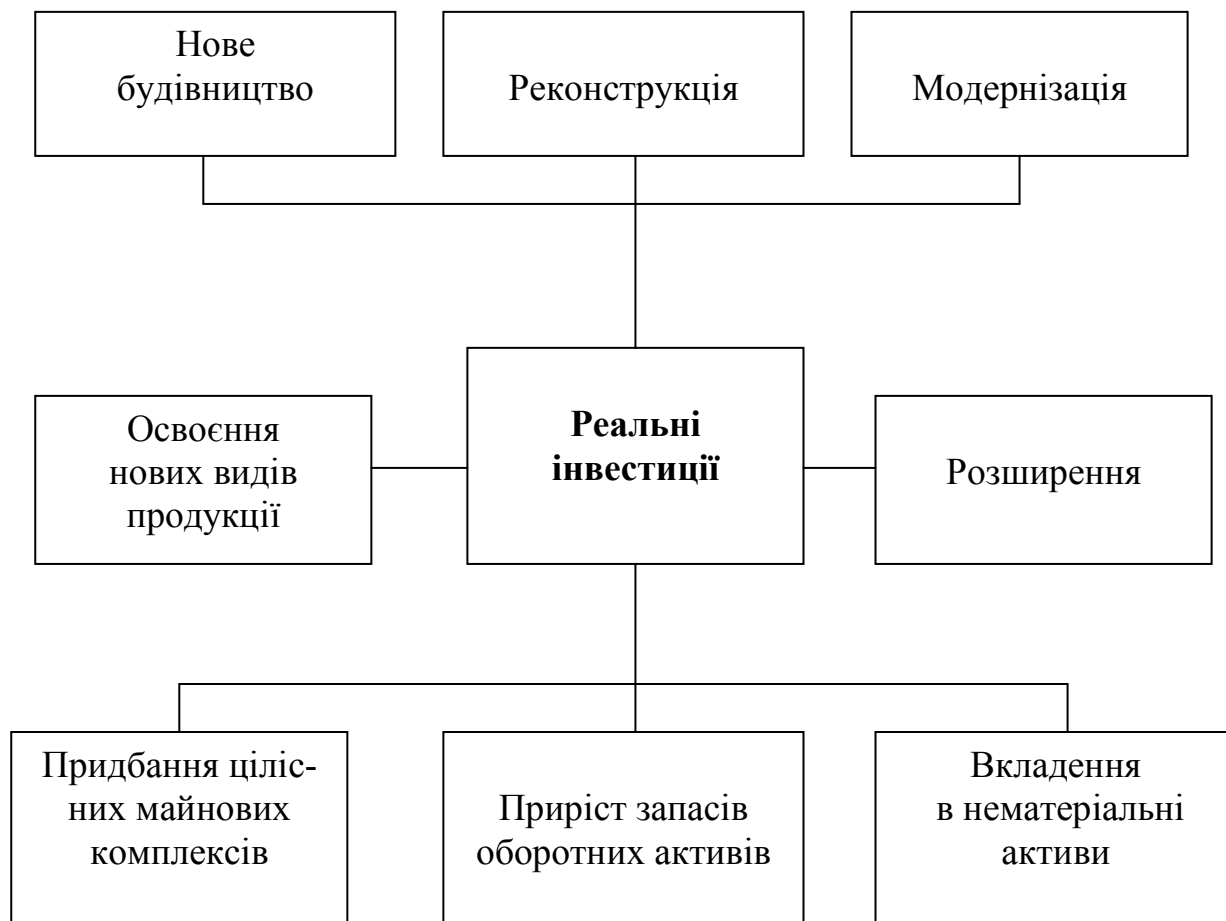 Нове
будівництво
Реконструкція
Модернізація
Освоєння
нових видів
продукції
Реальні
інвестиції
Розширення
Придбання ціліс-
них майнових
комплексів
Приріст запасів
оборотних активів
Вкладення
в нематеріальні
активи